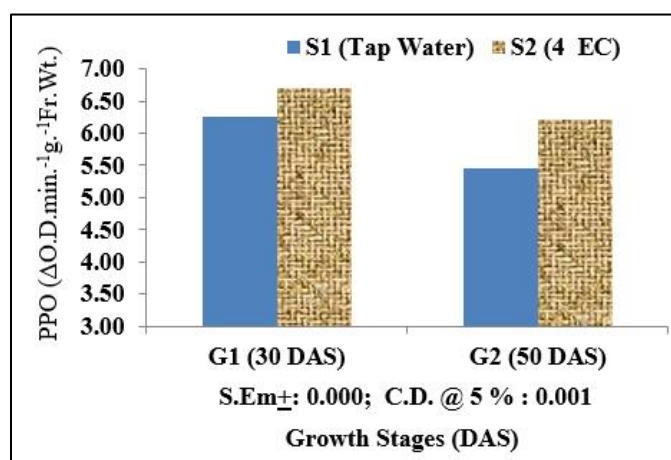 S1 (Tap Water) S2 (4 EC)
PPO (ΔO.D.min.-¹g.-¹Fr.Wt.)
7.00
6.50
6.00
5.50
5.00
4.50
4.00
3.50
3.00
G1 (30 DAS) G2 (50 DAS)
S.Em±: 0.000; C.D. @ 5 % : 0.001
Growth Stages (DAS)